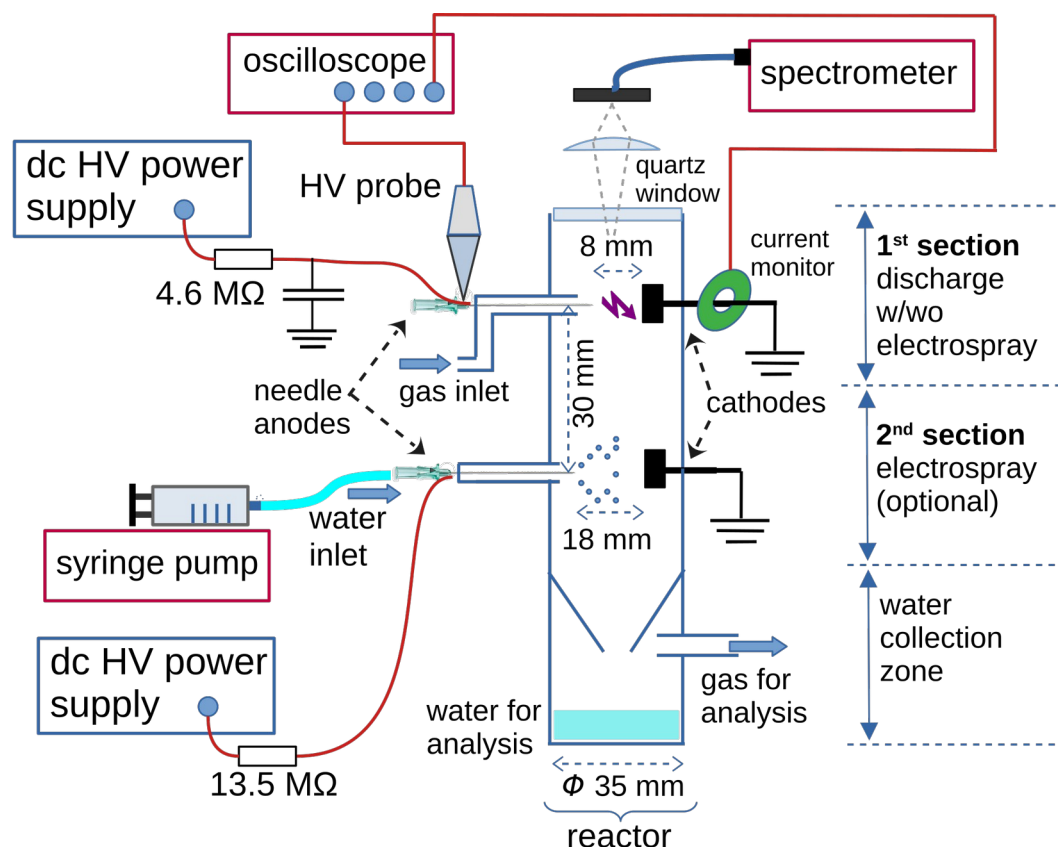 oscilloscope
spectrometer
dc HV power
supply
HV probe
quartz
window
4.6 MΩ
8 mm
current
monitor
1st section
discharge
w/wo
electrospray
gas inlet
needle
anodes
30 mm
cathodes
2nd section
electrospray
(optional)
water
inlet
18 mm
syringe pump
dc HV power
supply
13.5 MΩ
water
collection
zone
gas for
analysis
water for
analysis
Φ 35 mm
reactor